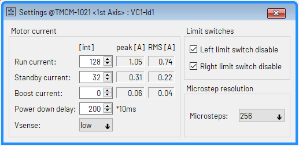 Settings @TMCM-1021 <1st Axis> : VCI-Id1
Motor current
[int] peak [A] RMS [A]
Run current: 128 1.05 0.74
Standby current: 32 0.31 0.22
Boost current: 0 0.06 0.04
Power down delay: 200 *10ms
Vsense: low
Limit switches
Left limit switch disable
Right limit switch disable
Microstep resolution
Microsteps: 256